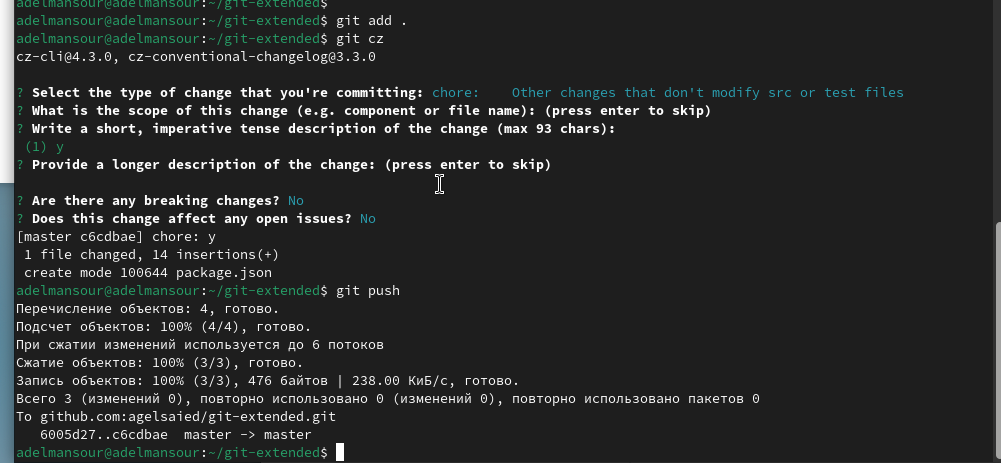 adelmansour@adelmansour:~/git-extended$
adelmansour@adelmansour:~/git-extended$ git add .
adelmansour@adelmansour:~/git-extended$ git cz
cz-cli@4.3.0, cz-conventional-changelog@3.3.0
? Select the type of change that you're committing: chore:    Other changes that don't modify src or test files
? What is the scope of this change (e.g. component or file name): (press enter to skip)
? Write a short, imperative tense description of the change (max 93 chars):
 (1) y
? Provide a longer description of the change: (press enter to skip)
? Are there any breaking changes? No
? Does this change affect any open issues? No
[master c6cdbae] chore: y
 1 file changed, 14 insertions(+)
 create mode 100644 package.json
adelmansour@adelmansour:~/git-extended$ git push
Перечисление объектов: 4, готово.
Подсчет объектов: 100% (4/4), готово.
При сжатии изменений используется до 6 потоков
Сжатие объектов: 100% (3/3), готово.
Запись объектов: 100% (3/3), 476 байтов | 238.00 КиБ/с, готово.
Всего 3 (изменений 0), повторно использовано 0 (изменений 0), повторно использовано пакетов 0
To github.com:agelsaied/git-extended.git
   6005d27..c6cdbae  master -> master
adelmansour@adelmansour:~/git-extended$